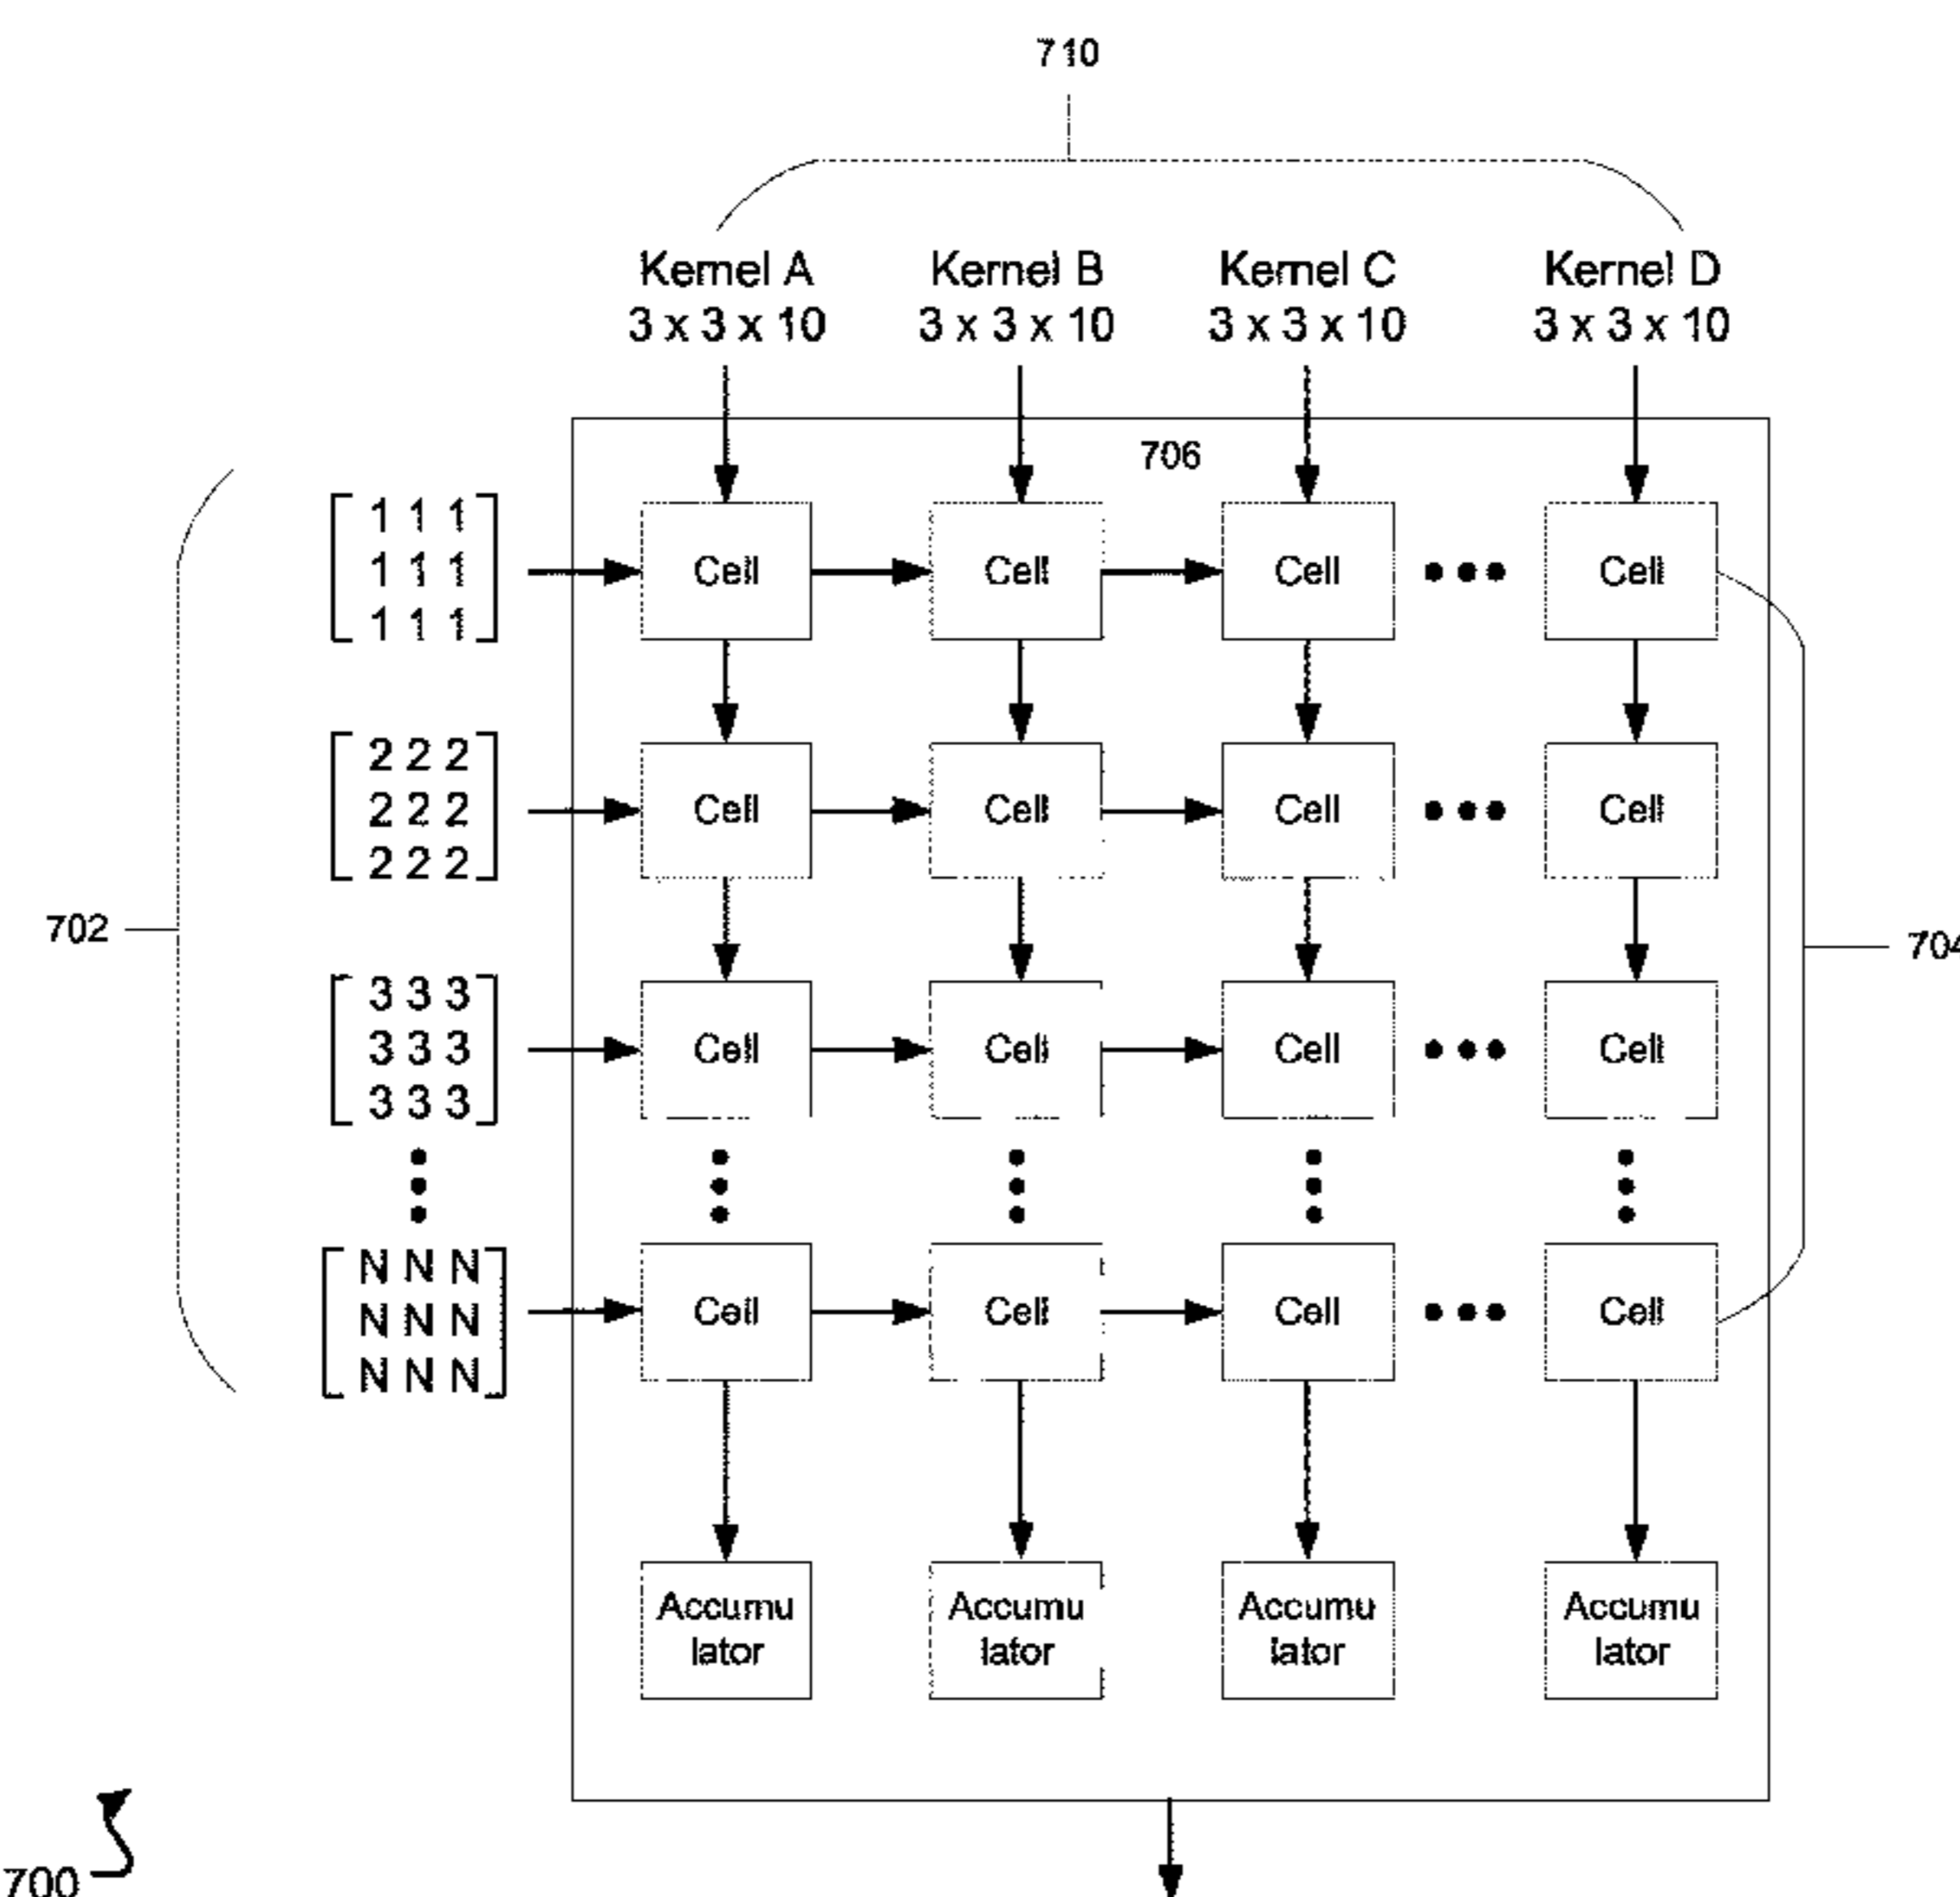 710
Kernel A Kernel B Kernel C Kernel D
3 x 3 x 10 3 x 3 x 10 3 x 3 x 10 3 x 3 x 10
706
1 1 1
1 1 1
1 1 1
Cell Cell Cell Cell
2 2 2
2 2 2
2 2 2
Cell Cell Cell Cell
702
704
3 3 3
3 3 3
3 3 3
Cell Cell Cell Cell
N N N
N N N
N N N
Cell Cell Cell Cell
Accumu Accumu Accumu Accumu
lator lator lator lator
700